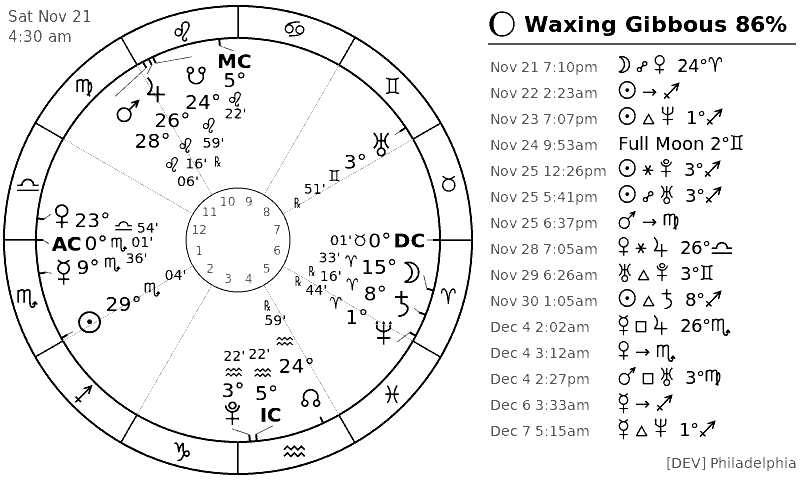 Sat Nov 21
4:30 am
♌ ♋
♍ ♊
♎ ♉
♏ ♈
♐ ♓
♑ ♒
MC
5°
♌
22'
☋
24°
♌
59'
♃
26°
♌ 16' ℞
♂
28°
♌
06'
♅
3°
♊
51'
℞
♀ 23° ♎ 54'
AC 0° ♏ 01'
☿ 9° ♏ 36'
☉ 29° ♏ 04'
01' ♉ 0° DC
℞ 33' ♈ 15° ☽
℞ 16' ♈ 8° ♄
℞ 44' ♈ 1° ♆
℞
59'
♒
24°
☊
22' 22'
♒ ♒
3° 5°
♇ IC
10 9
11 8
12 7
1 6
2 5
3 4
Waxing Gibbous 86%
Nov 21 7:10pm ☽ ☍ ♀ 24°♈
Nov 22 2:23am ☉ → ♐
Nov 23 7:07pm ☉ △ ♆ 1°♐
Nov 24 9:53am Full Moon 2°♊
Nov 25 12:26pm ☉ ⚹ ♇ 3°♐
Nov 25 5:41pm ☉ ☍ ♅ 3°♐
Nov 25 6:37pm ♂ → ♍
Nov 28 7:05am ♀ ⚹ ♃ 26°♎
Nov 29 6:26am ♅ △ ♇ 3°♊
Nov 30 1:05am ☉ △ ♄ 8°♐
Dec 4 2:02am ☿ □ ♃ 26°♏
Dec 4 3:12am ♀ → ♏
Dec 4 2:27pm ♂ □ ♅ 3°♍
Dec 6 3:33am ☿ → ♐
Dec 7 5:15am ☿ △ ♆ 1°♐
[DEV] Philadelphia